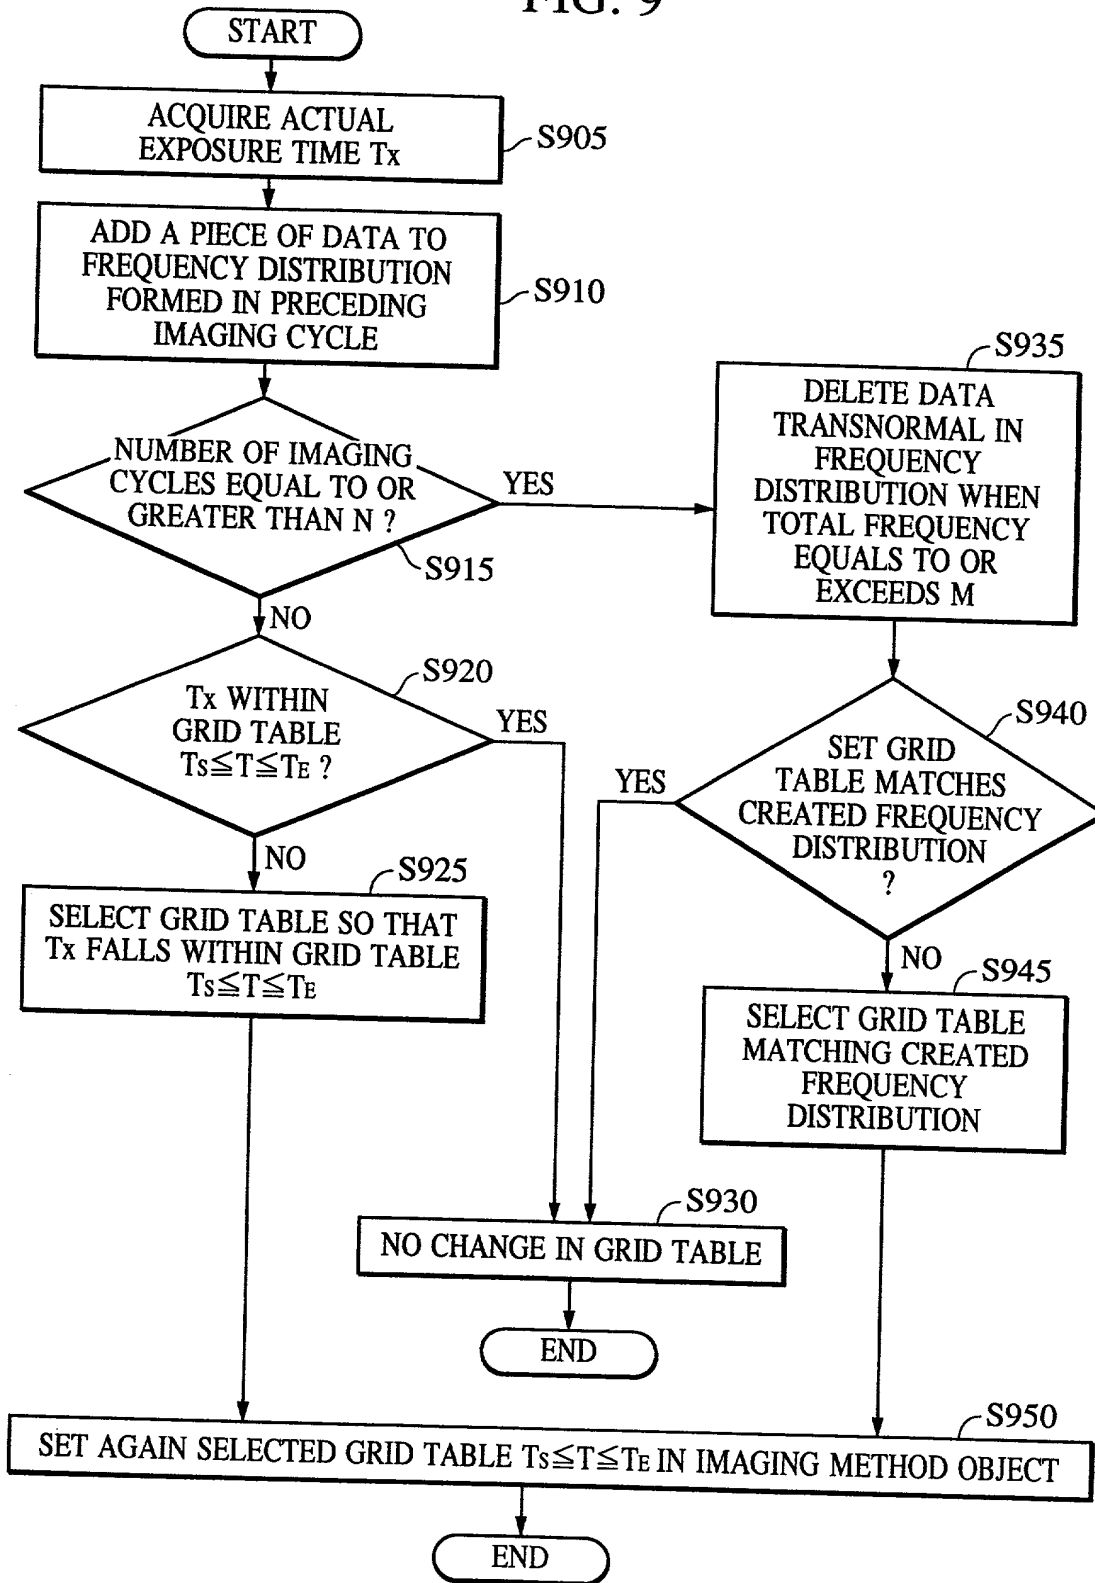 FIG. 9
START
ACQUIRE ACTUAL
EXPOSURE TIME Tx
S905
ADD A PIECE OF DATA TO
FREQUENCY DISTRIBUTION
FORMED IN PRECEDING
IMAGING CYCLE
S910
NUMBER OF IMAGING
CYCLES EQUAL TO OR
GREATER THAN N ?
S915
YES
NO
S935
DELETE DATA
TRANSNORMAL IN
FREQUENCY
DISTRIBUTION WHEN
TOTAL FREQUENCY
EQUALS TO OR
EXCEEDS M
TX WITHIN
GRID TABLE
TS≦T≦TE ?
S920
YES
NO
SET GRID
TABLE MATCHES
CREATED FREQUENCY
DISTRIBUTION
?
S940
YES
NO
S925
SELECT GRID TABLE SO THAT
TX FALLS WITHIN GRID TABLE
TS≦T≦TE
S945
SELECT GRID TABLE
MATCHING CREATED
FREQUENCY
DISTRIBUTION
S930
NO CHANGE IN GRID TABLE
END
S950
SET AGAIN SELECTED GRID TABLE TS≦T≦TE IN IMAGING METHOD OBJECT
END